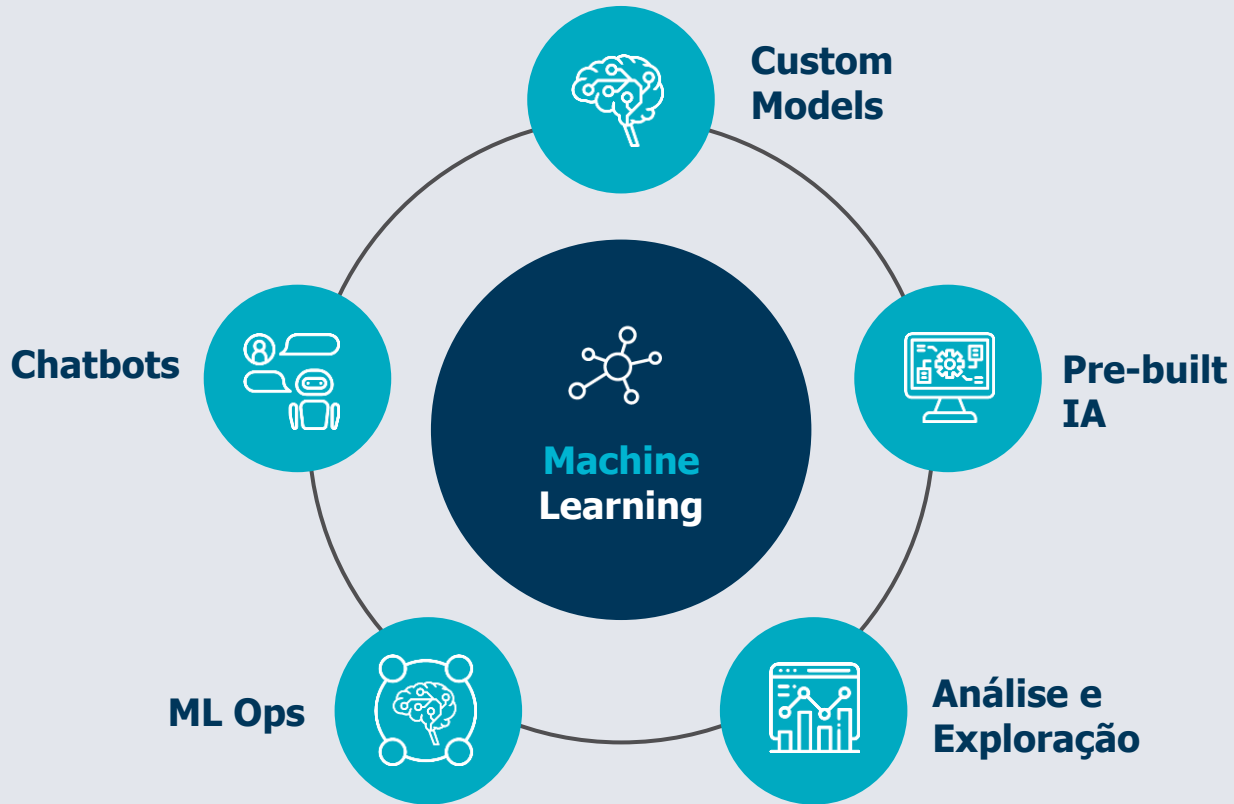 Custom
Models
Chatbots
Pre-built
IA
Machine
Learning
ML Ops
Análise e
Exploração